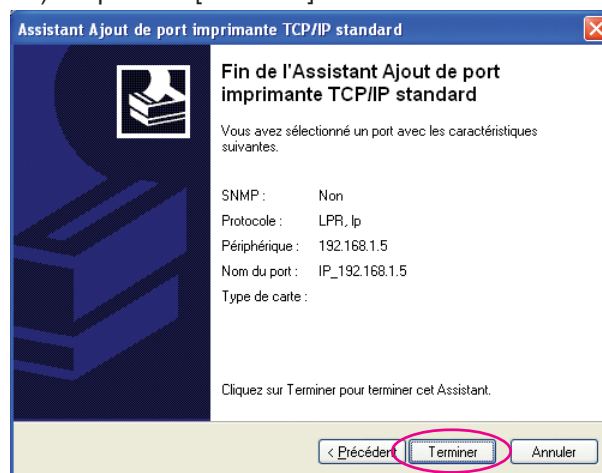 Assistant Ajout de port imprimante TCP/IP standard
Fin de l'Assistant Ajout de port
imprimante TCP/IP standard
Vous avez sélectionné un port avec les caractéristiques
suivantes.
SNMP : Non
Protocole : LPR, lp
Périphérique : 192.168.1.5
Nom du port : IP_192.168.1.5
Type de carte :
Cliquez sur Terminer pour terminer cet Assistant.
< Précédent Terminer Annuler